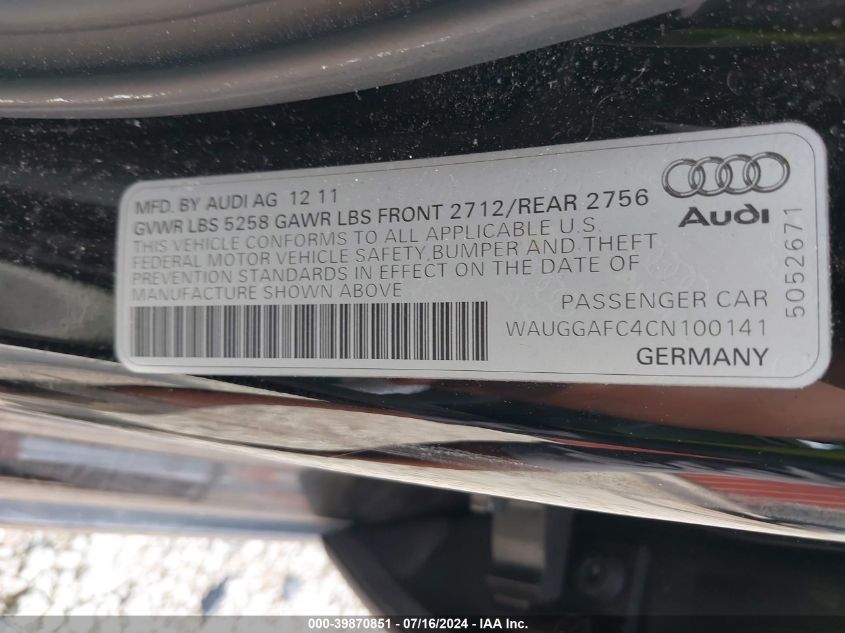 MFD. BY AUDI AG 12 11
GVWR LBS 5258 GAWR LBS FRONT 2712/REAR 2756
THIS VEHICLE CONFORMS TO ALL APPLICABLE U.S.
FEDERAL MOTOR VEHICLE SAFETY, BUMPER AND THEFT
PREVENTION STANDARDS IN EFFECT ON THE DATE OF
MANUFACTURE SHOWN ABOVE
Audi
5052671
PASSENGER CAR
WAUGGAFC4CN100141
GERMANY
000-39870851 - 07/16/2024 - IAA Inc.